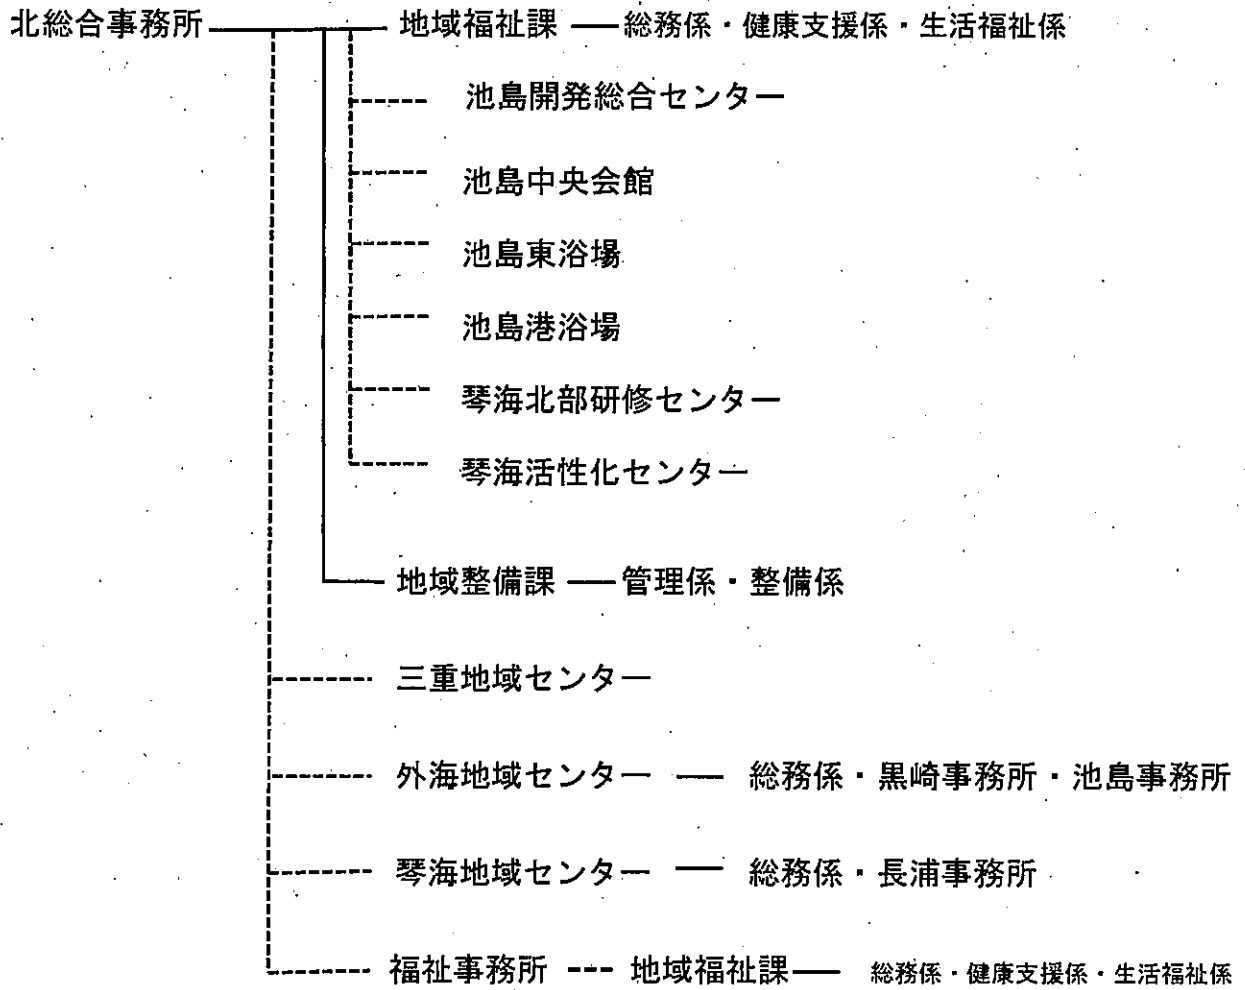 北総合事務所 地域福祉課 総務係・健康支援係・生活福祉係
池島開発総合センター
池島中央会館
池島東浴場
池島港浴場
琴海北部研修センター
琴海活性化センター
地域整備課 管理係・整備係
三重地域センター
外海地域センター 総務係・黒崎事務所・池島事務所
琴海地域センター 総務係・長浦事務所
福祉事務所 地域福祉課 総務係・健康支援係・生活福祉係